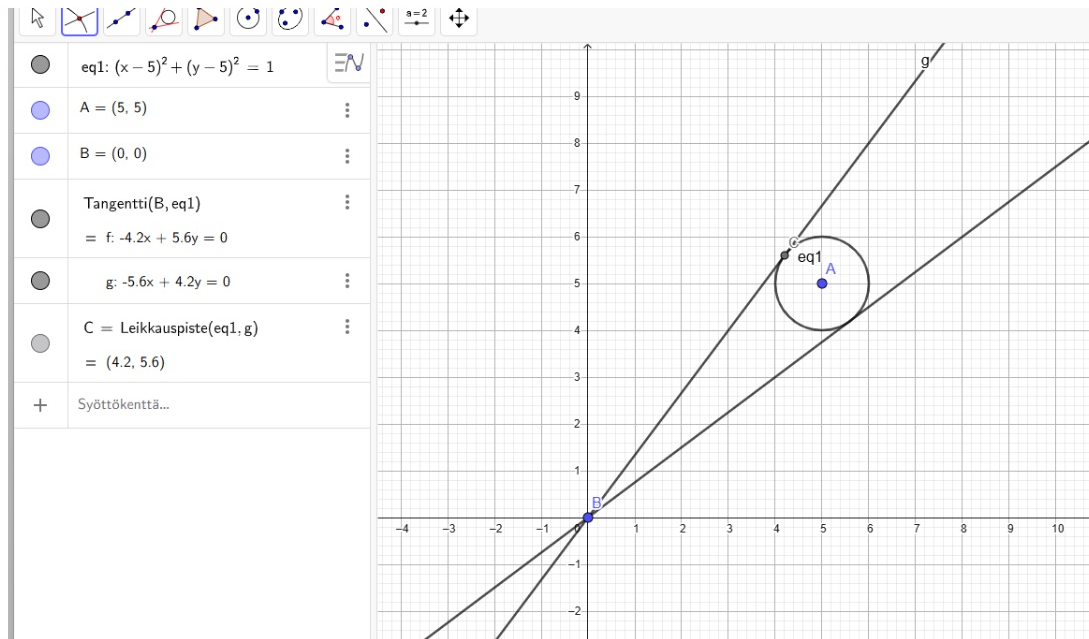 a=2
eq1: (x − 5)² + (y − 5)² = 1
A = (5, 5)
B = (0, 0)
Tangentti(B, eq1)
= f: -4.2x + 5.6y = 0
g: -5.6x + 4.2y = 0
C = Leikkauspiste(eq1, g)
= (4.2, 5.6)
+ Syöttökenttä...
g
9
8
7
6
C
eq1
A
5
4
3
2
1
B
−4 −3 −2 −1 0 1 2 3 4 5 6 7 8 9 10
−1
−2